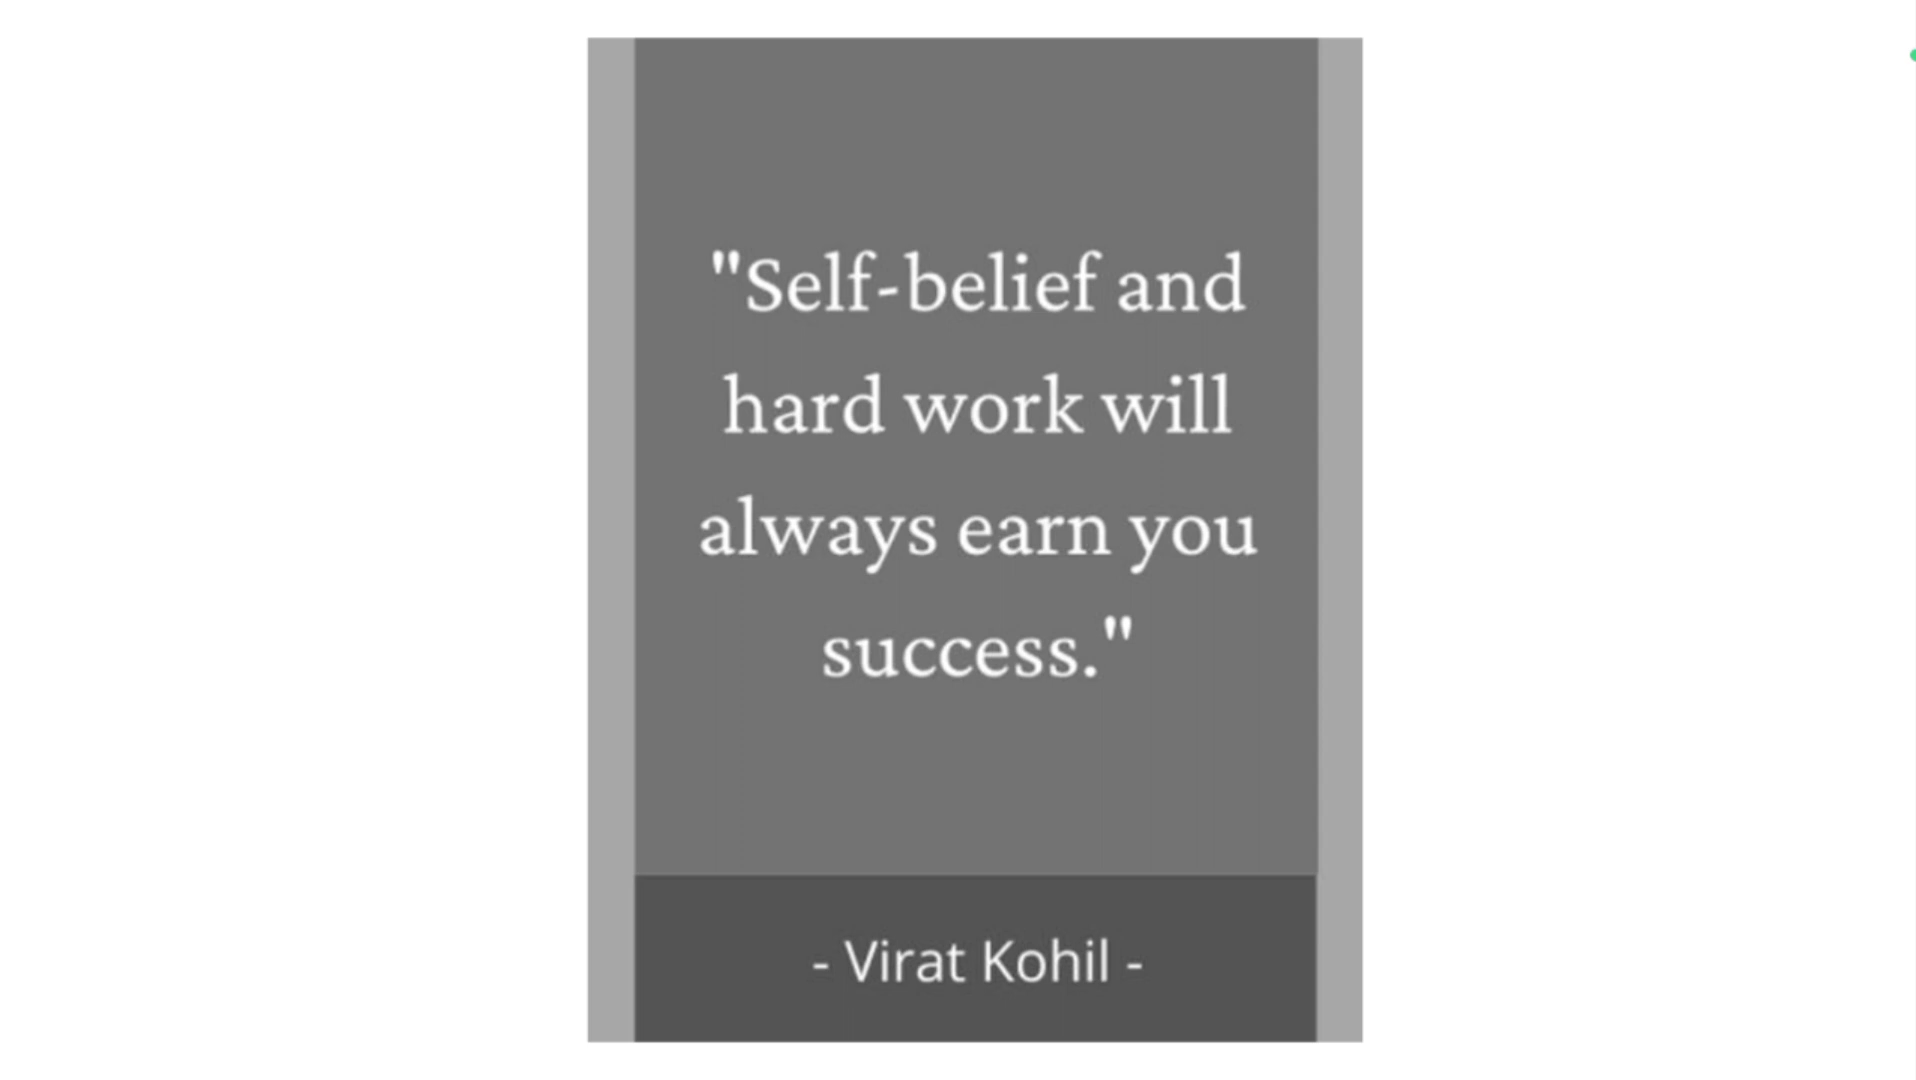 "Self-belief and
hard work will
always earn you
success."
- Virat Kohil -